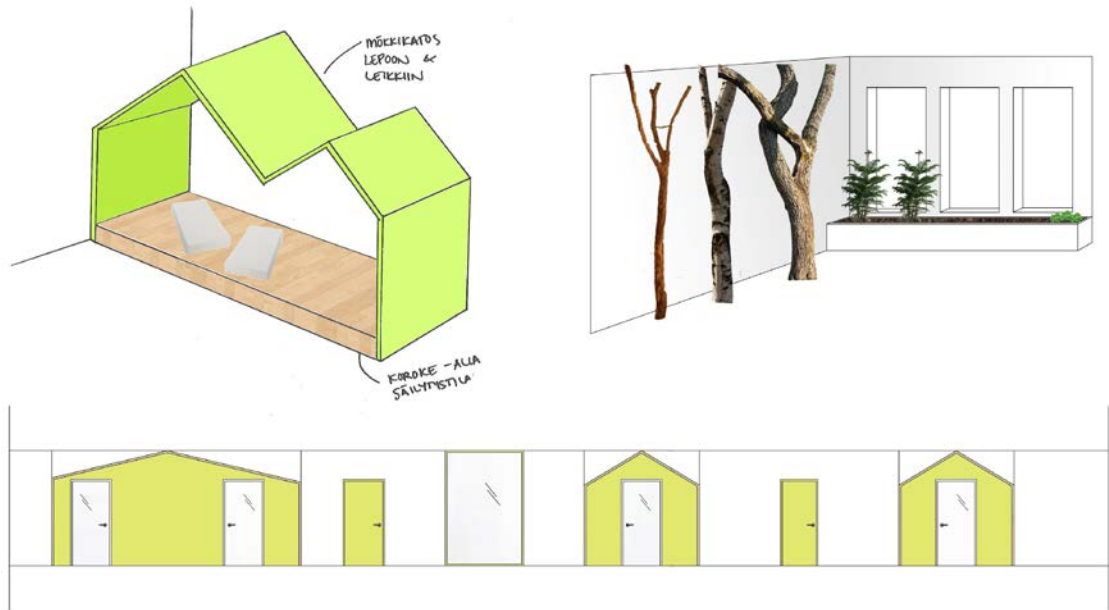 MÖKKIKATOS
LEPOON &
LEIKKIIN
KOROKE - ALLA
SÄILYTYSTILA